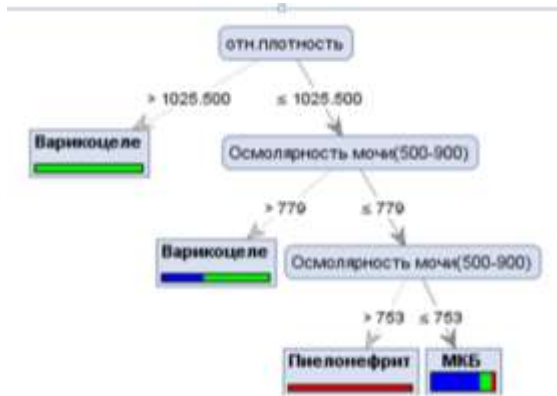 отн.плотность
> 1025.500
≤ 1025.500
Варикоцеле
Осмолярность мочи(500-900)
> 779
≤ 779
Варикоцеле
Осмолярность мочи(500-900)
> 753
≤ 753
Пиелонефрит
МКБ